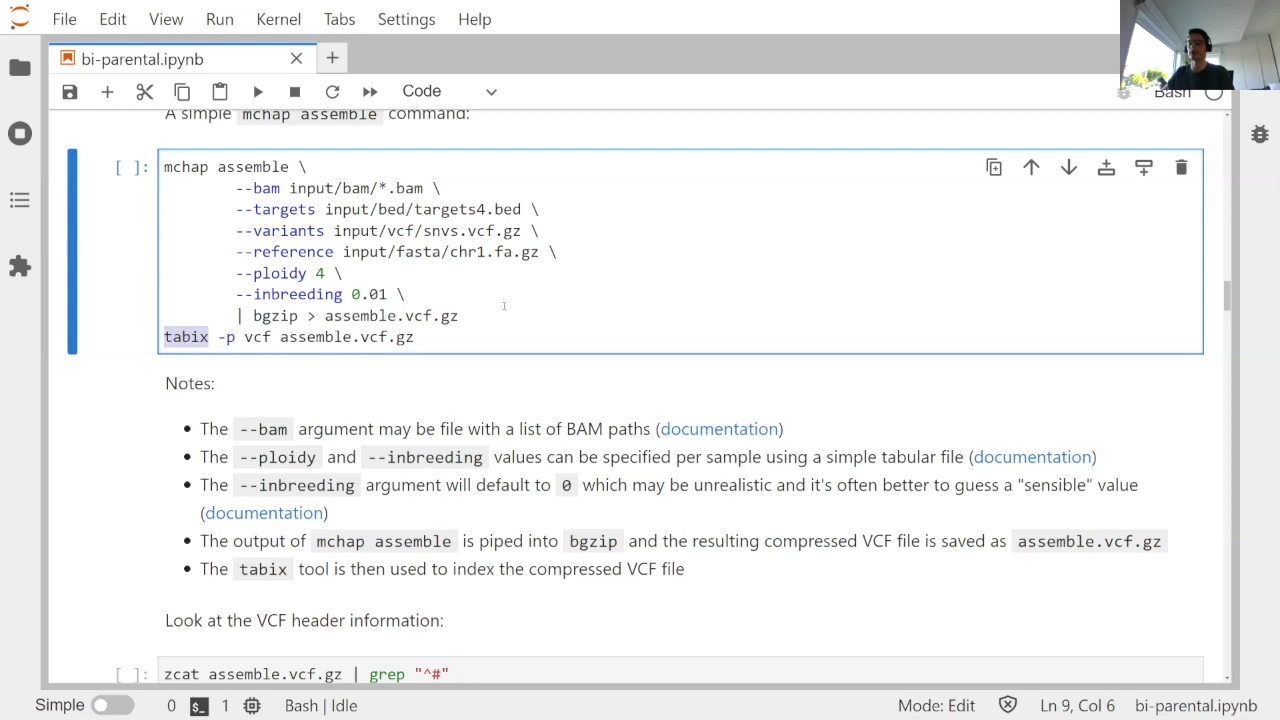 File Edit View Run Kernel Tabs Settings Help
bi-parental.ipynb
Code
Bash
A simple mchap assemble command:
[ ]: mchap assemble \
--bam input/bam/*.bam \
--targets input/bed/targets4.bed \
--variants input/vcf/snvs.vcf.gz \
--reference input/fasta/chr1.fa.gz \
--ploidy 4 \
--inbreeding 0.01 \
| bgzip > assemble.vcf.gz
tabix -p vcf assemble.vcf.gz
Notes:
• The --bam argument may be file with a list of BAM paths (documentation)
• The --ploidy and --inbreeding values can be specified per sample using a simple tabular file (documentation)
• The --inbreeding argument will default to 0 which may be unrealistic and it's often better to guess a "sensible" value
(documentation)
• The output of mchap assemble is piped into bgzip and the resulting compressed VCF file is saved as assemble.vcf.gz
• The tabix tool is then used to index the compressed VCF file
Look at the VCF header information:
[ ]: zcat assemble.vcf.gz | grep "^#"
Simple 0 $_ 1 Bash | Idle Mode: Edit Ln 9, Col 6 bi-parental.ipynb